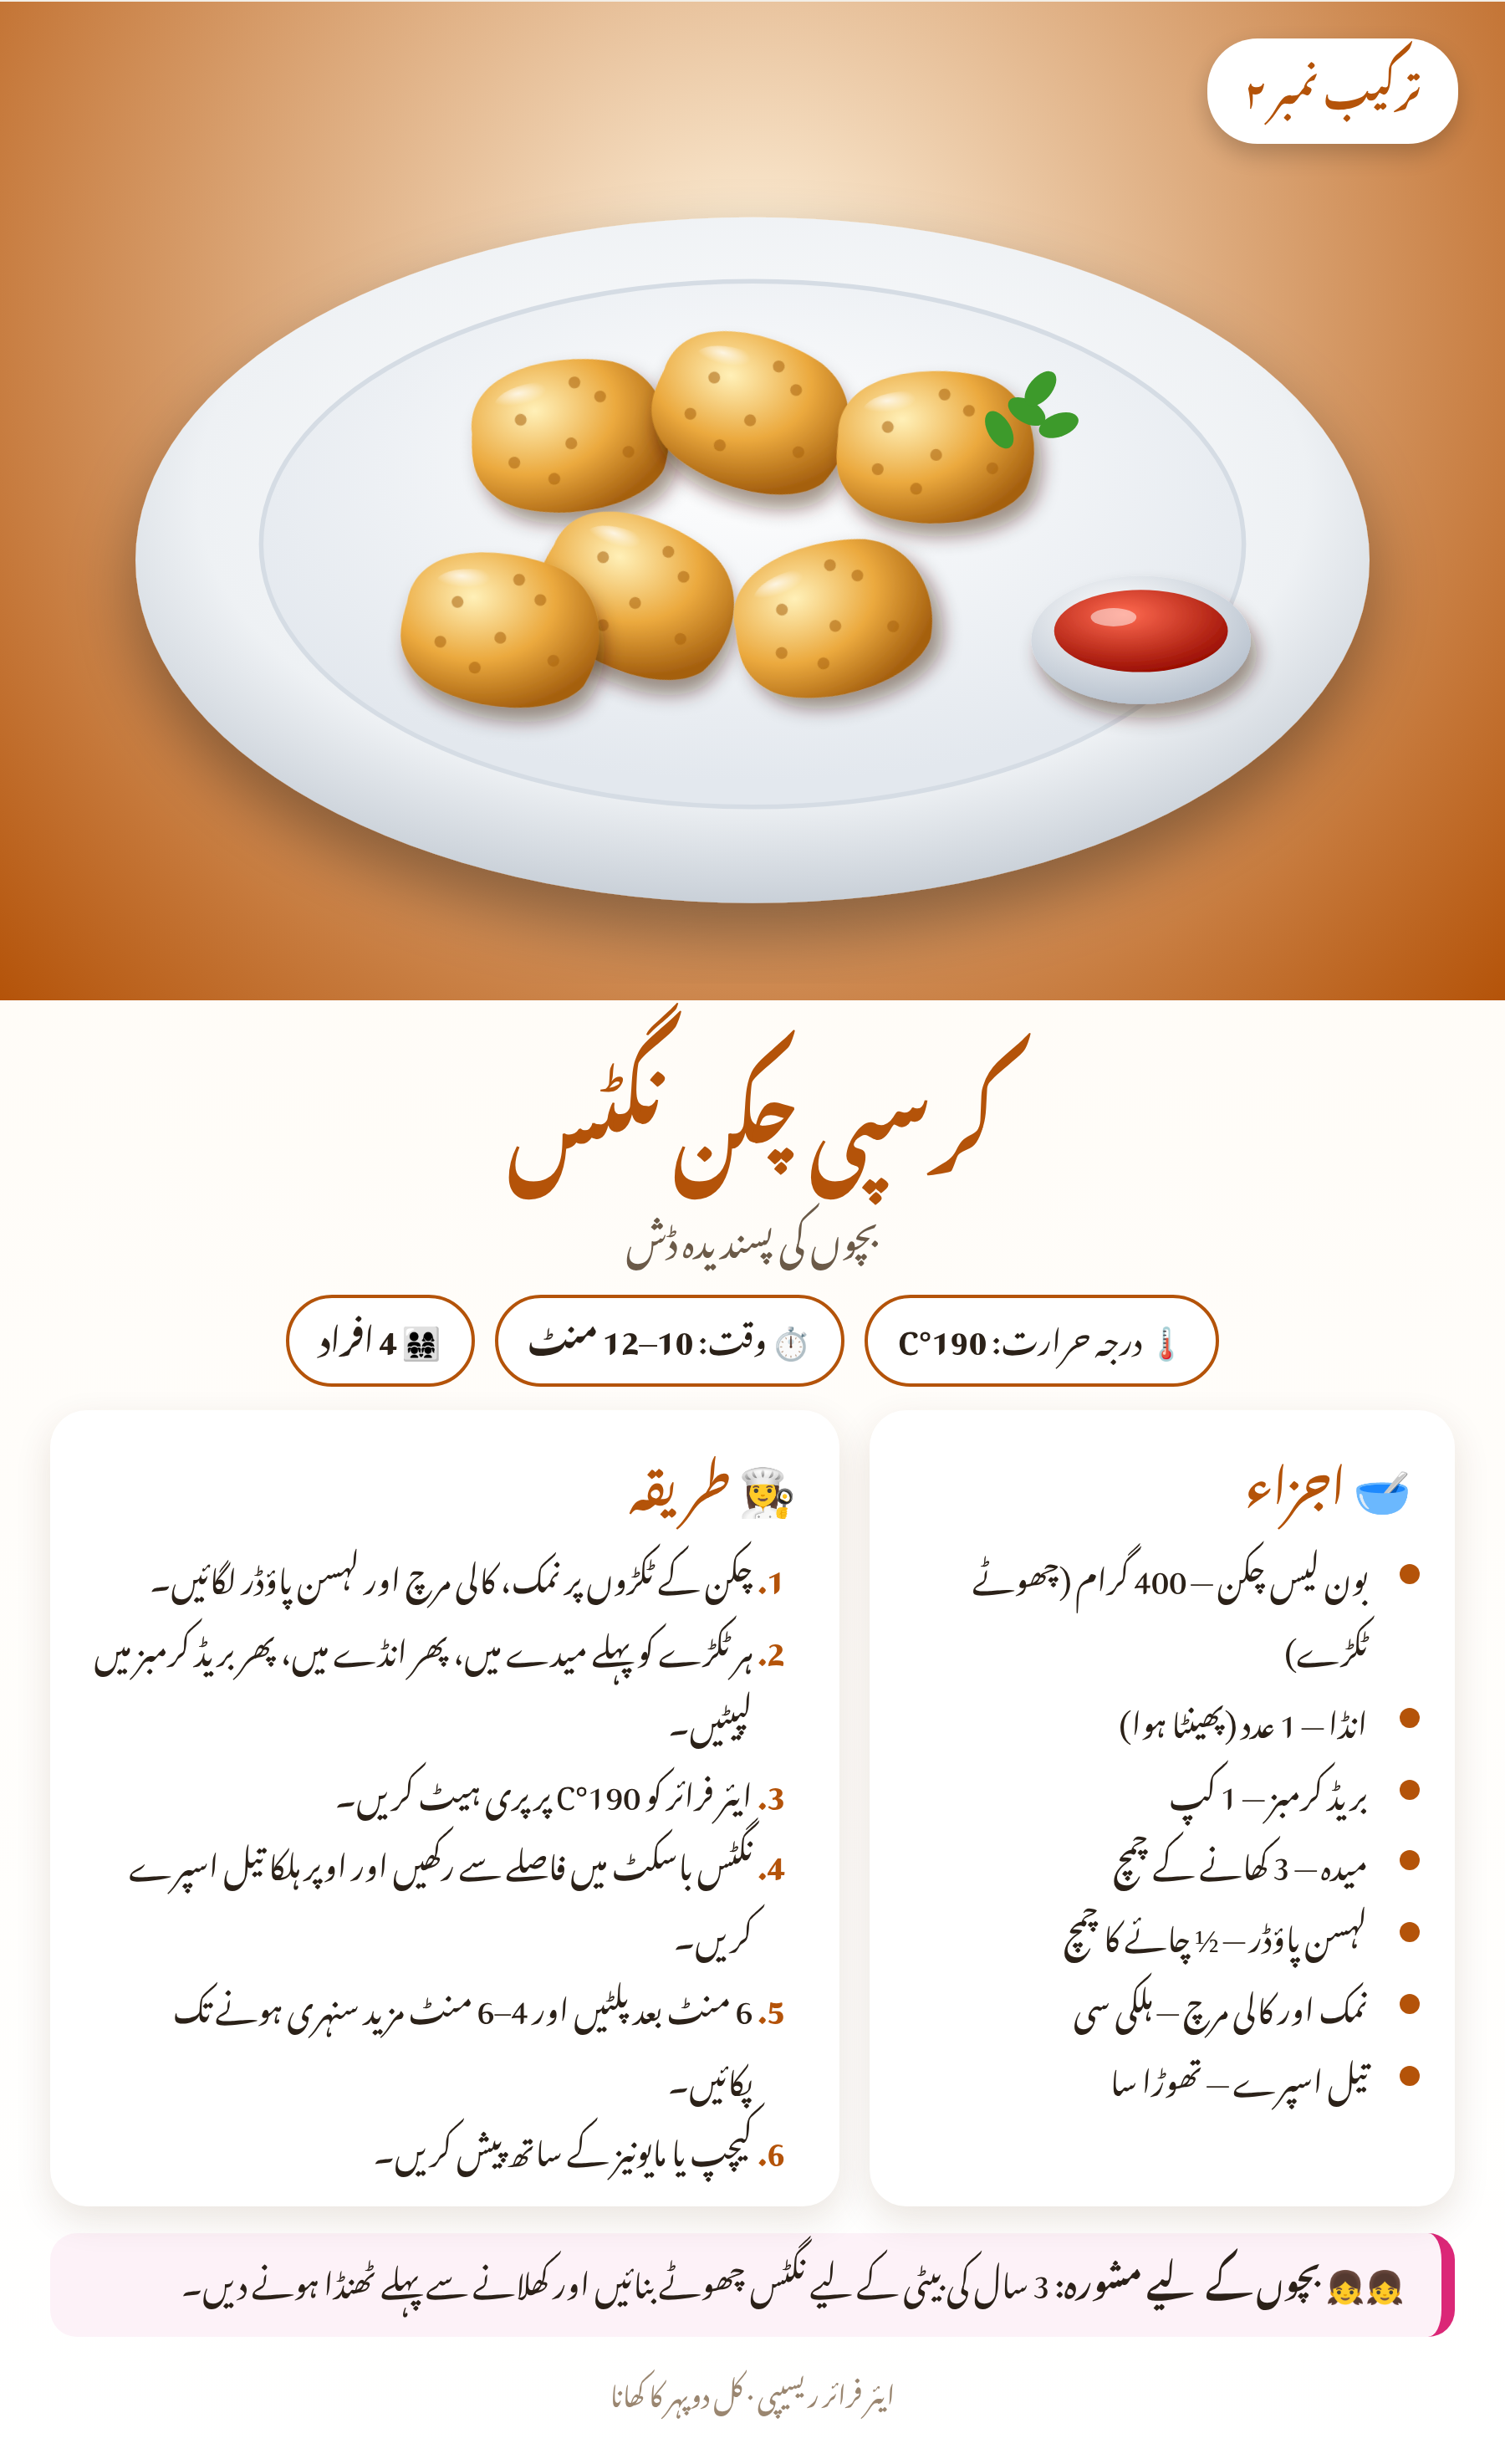 ترکیب نمبر ۲
کرسپی چکن نگٹس
بچوں کی پسندیدہ ڈش
🌡️ درجہ حرارت: 190°C
⏱️ وقت: 10–12 منٹ
👨‍👩‍👧‍👧 4 افراد
🥣 اجزاء
بون لیس چکن — 400 گرام (چھوٹے
ٹکڑے)
انڈا — 1 عدد (پھینٹا ہوا)
بریڈ کرمبز — 1 کپ
میدہ — 3 کھانے کے چمچ
لہسن پاؤڈر — ½ چائے کا چمچ
نمک اور کالی مرچ — ہلکی سی
تیل اسپرے — تھوڑا سا
👩‍🍳 طریقہ
1. چکن کے ٹکڑوں پر نمک، کالی مرچ اور لہسن پاؤڈر لگائیں۔
2. ہر ٹکڑے کو پہلے میدے میں، پھر انڈے میں، پھر بریڈ کرمبز میں
لپیٹیں۔
3. ایئر فرائر کو 190°C پر پری ہیٹ کریں۔
4. نگٹس باسکٹ میں فاصلے سے رکھیں اور اوپر ہلکا تیل اسپرے
کریں۔
5. 6 منٹ بعد پلٹیں اور 4–6 منٹ مزید سنہری ہونے تک
پکائیں۔
6. کیچپ یا مایونیز کے ساتھ پیش کریں۔
👧👧 بچوں کے لیے مشورہ: 3 سال کی بیٹی کے لیے نگٹس چھوٹے بنائیں اور کھلانے سے پہلے ٹھنڈا ہونے دیں۔
ایئر فرائر ریسیپی · کل دوپہر کا کھانا